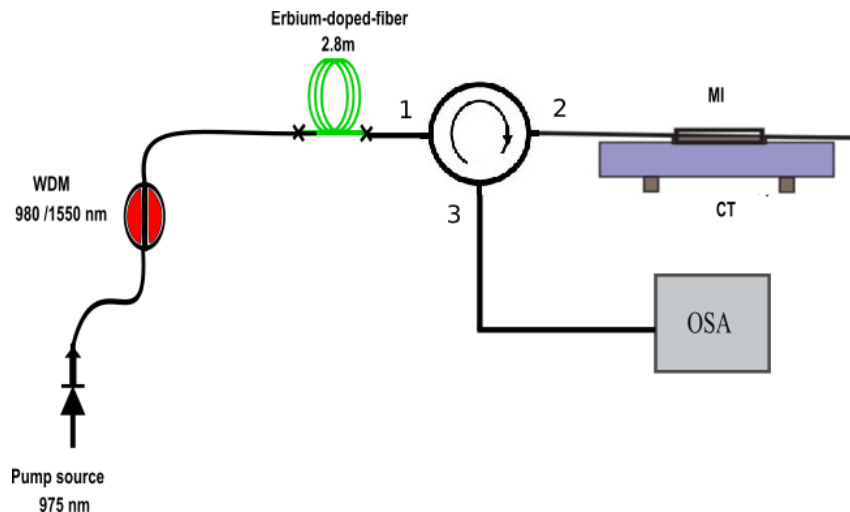 Erbium-doped-fiber
2.8m
1
2
MI
WDM
980 /1550 nm
3
CT
OSA
Pump source
975 nm